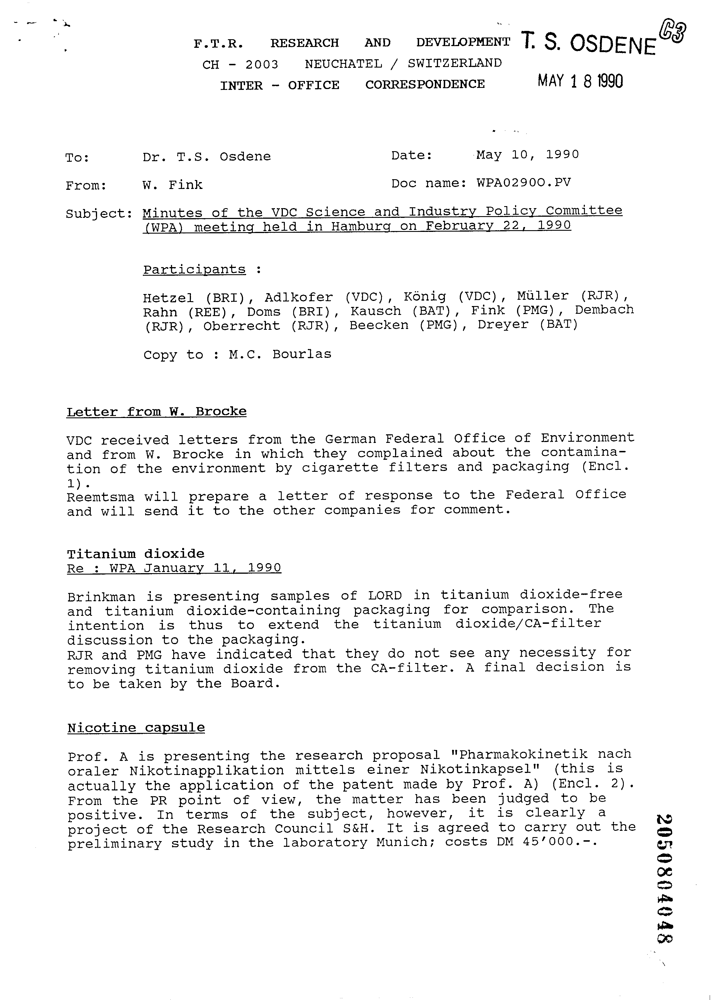 F.T.R. RESEARCH AND DEVELOPMENT T. S. OSDENE C3
CH - 2003 NEUCHATEL / SWITZERLAND
INTER - OFFICE CORRESPONDENCE MAY 18 1990
To: Dr. T.S. Osdene Date: May 10, 1990
From: W. Fink Doc name: WPA02900.PV
Subject: Minutes of the VDC Science and Industry Policy Committee
(WPA) meeting held in Hamburg on February 22, 1990
Participants :
Hetzel (BRI), Adlkofer (VDC), König (VDC), Müller (RJR),
Rahn (REE), Doms (BRI), Kausch (BAT), Fink (PMG), Dembach
(RJR), Oberrecht (RJR), Beecken (PMG), Dreyer (BAT)
Copy to : M.C. Bourlas
Letter from W. Brocke
VDC received letters from the German Federal Office of Environment
and from W. Brocke in which they complained about the contamina-
tion of the environment by cigarette filters and packaging (Encl.
1).
Reemtsma will prepare a letter of response to the Federal Office
and will send it to the other companies for comment.
Titanium dioxide
Re : WPA January 11, 1990
Brinkman is presenting samples of LORD in titanium dioxide-free
and titanium dioxide-containing packaging for comparison. The
intention is thus to extend the titanium dioxide/CA-filter
discussion to the packaging.
RJR and PMG have indicated that they do not see any necessity for
removing titanium dioxide from the CA-filter. A final decision is
to be taken by the Board.
Nicotine capsule
Prof. A is presenting the research proposal "Pharmakokinetik nach
oraler Nikotinapplikation mittels einer Nikotinkapsel" (this is
actually the application of the patent made by Prof. A) (Encl. 2).
From the PR point of view, the matter has been judged to be
positive. In terms of the subject, however, it is clearly a
project of the Research Council S&H. It is agreed to carry out the
preliminary study in the laboratory Munich; costs DM 45'000.-.
2050804048